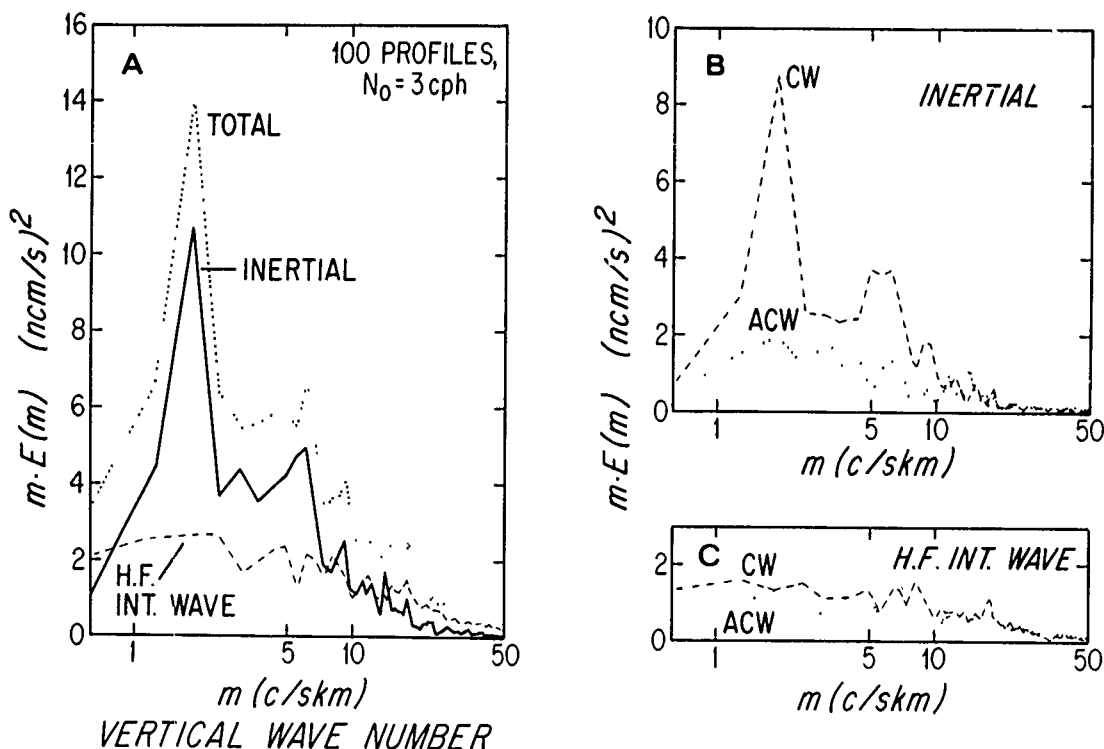 16
14
12
10
8
6
4
2
0
m·E(m) (ncm/s)²
A
100 PROFILES,
N₀ = 3 cph
TOTAL
INERTIAL
H.F.
INT. WAVE
1
5
10
50
m (c/skm)
VERTICAL WAVE NUMBER
10
8
6
4
2
0
m·E(m) (ncm/s)²
B
CW
INERTIAL
ACW
1
5
10
50
m (c/skm)
2
0
C
CW
H.F. INT. WAVE
ACW
1
5
10
50
m (c/skm)